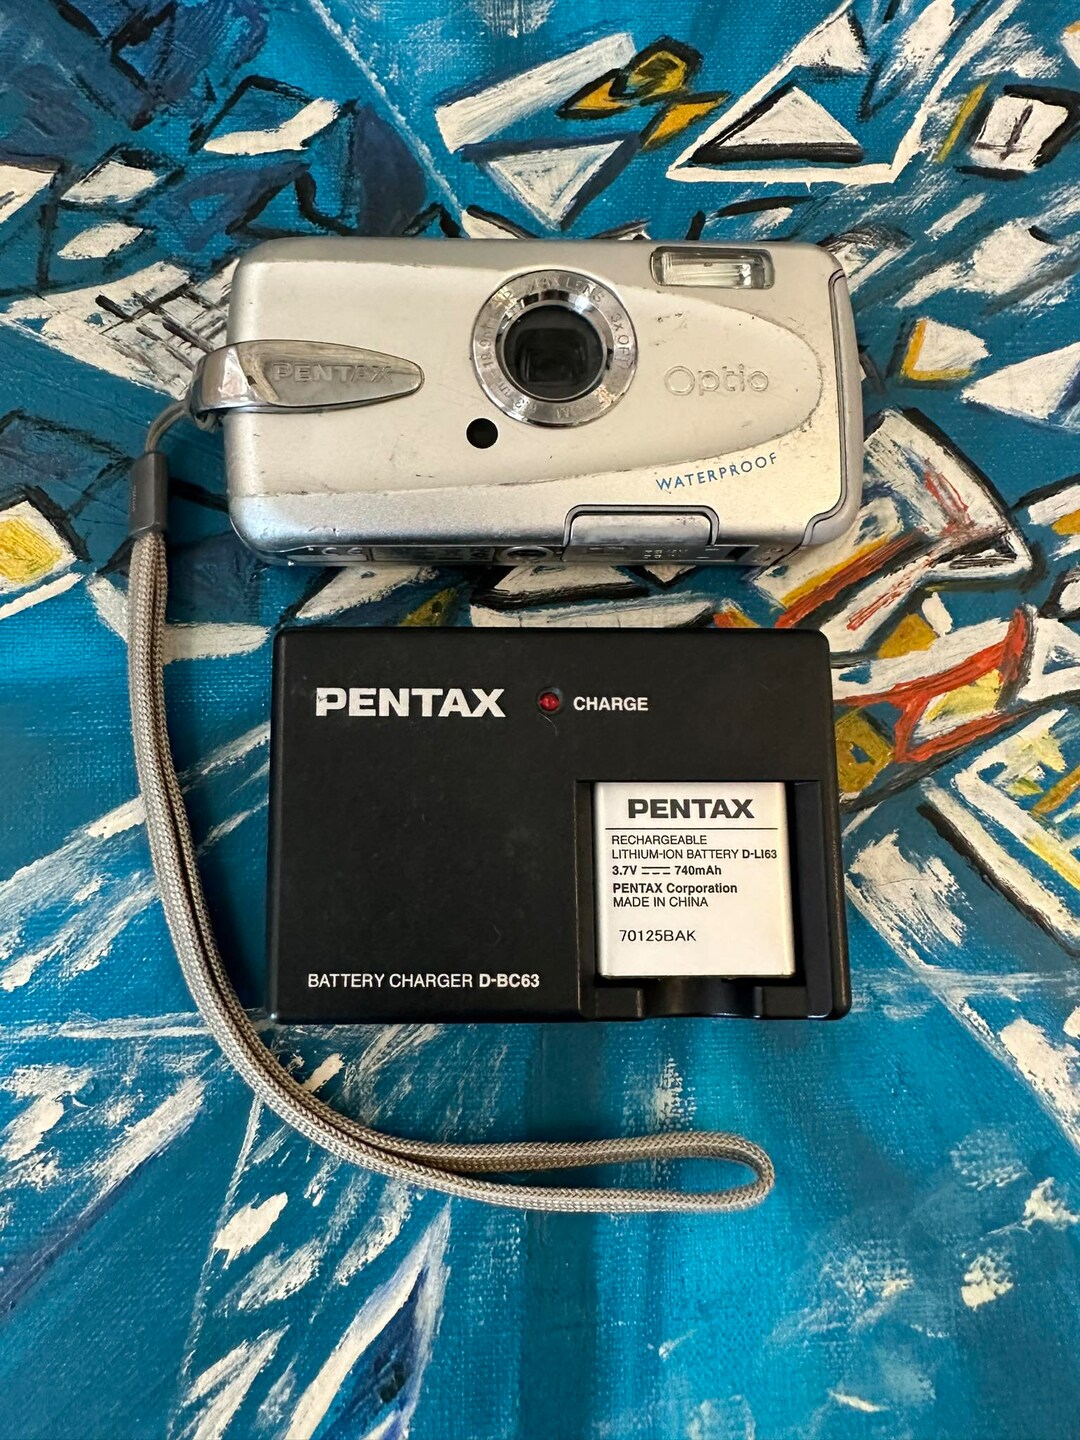 PENTAX
Optio
WATERPROOF
PENTAX
CHARGE
PENTAX
RECHARGEABLE
LITHIUM-ION BATTERY D-LI63
3.7V 740mAh
PENTAX Corporation
MADE IN CHINA
70125BAK
BATTERY CHARGER D-BC63